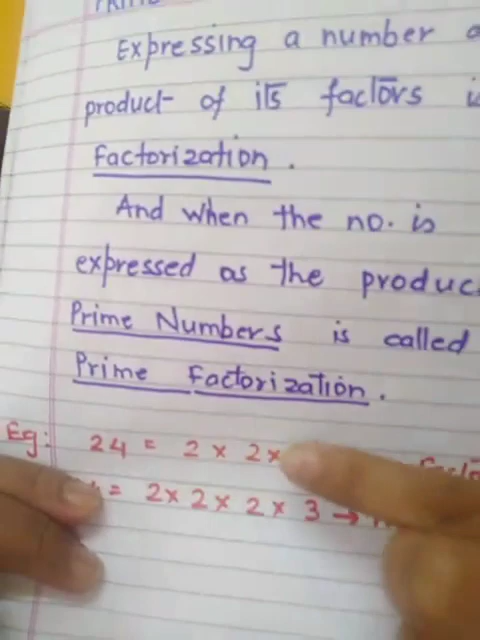 Expressing a number
product of its factors
Factorization.
And when the no. is
expressed as the produc
Prime Numbers is called
Prime Factorization.
Eg: 24 = 2 × 2 ×
= 2 × 2 × 2 × 3 →